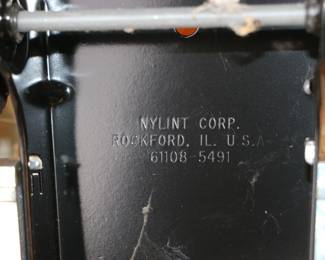 NYLINT CORP.
ROCKFORD, IL. U.S.A.
61108-5491